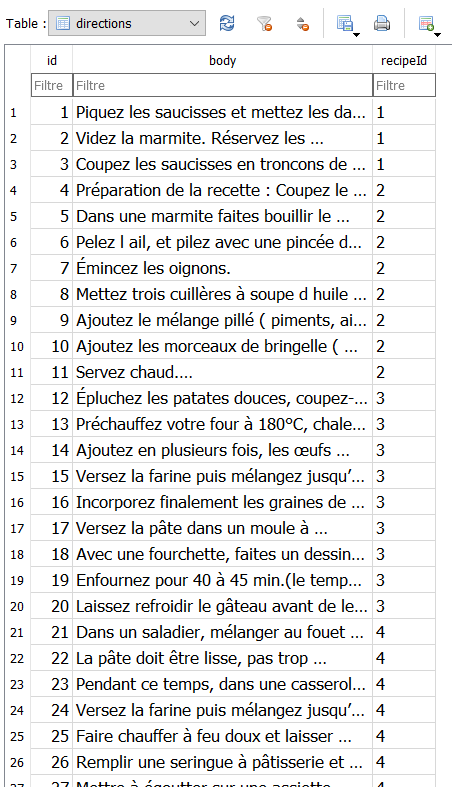 Table : directions
id body recipeId
Filtre Filtre Filtre
1 1 Piquez les saucisses et mettez les da... 1
2 2 Videz la marmite. Réservez les ... 1
3 3 Coupez les saucisses en troncons de ... 1
4 4 Préparation de la recette : Coupez le ... 2
5 5 Dans une marmite faites bouillir le ... 2
6 6 Pelez l ail, et pilez avec une pincée d... 2
7 7 Émincez les oignons. 2
8 8 Mettez trois cuillères à soupe d huile ... 2
9 9 Ajoutez le mélange pillé ( piments, ai... 2
10 10 Ajoutez les morceaux de bringelle ( ... 2
11 11 Servez chaud.... 2
12 12 Épluchez les patates douces, coupez-... 3
13 13 Préchauffez votre four à 180°C, chale... 3
14 14 Ajoutez en plusieurs fois, les œufs ... 3
15 15 Versez la farine puis mélangez jusqu’... 3
16 16 Incorporez finalement les graines de ... 3
17 17 Versez la pâte dans un moule à ... 3
18 18 Avec une fourchette, faites un dessin... 3
19 19 Enfournez pour 40 à 45 min.(le temp... 3
20 20 Laissez refroidir le gâteau avant de le... 3
21 21 Dans un saladier, mélanger au fouet ... 4
22 22 La pâte doit être lisse, pas trop ... 4
23 23 Pendant ce temps, dans une casserol... 4
24 24 Versez la farine puis mélangez jusqu’... 4
25 25 Faire chauffer à feu doux et laisser ... 4
26 26 Remplir une seringue à pâtisserie et ... 4
27 27 Mettre à égoutter sur une assiette 4